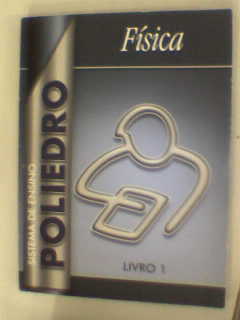 Física
SISTEMA DE ENSINO
POLIEDRO
LIVRO 1